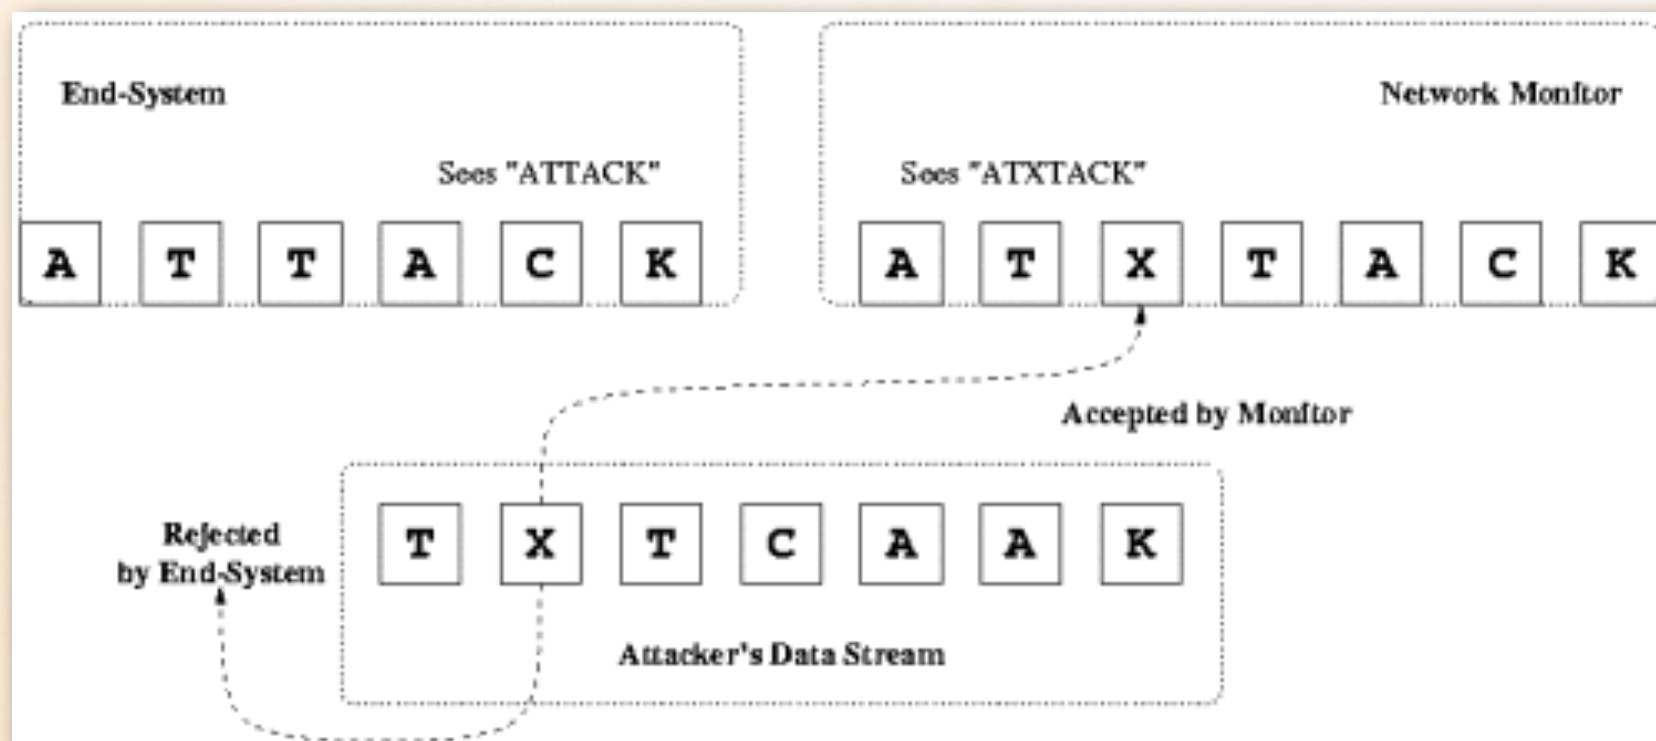 End-System
Network Monitor
Sees "ATTACK"
Sees "ATXTACK"
A T T A C K
A T X T A C K
Accepted by Monitor
T X T C A A K
Rejected
by End-System
Attacker's Data Stream